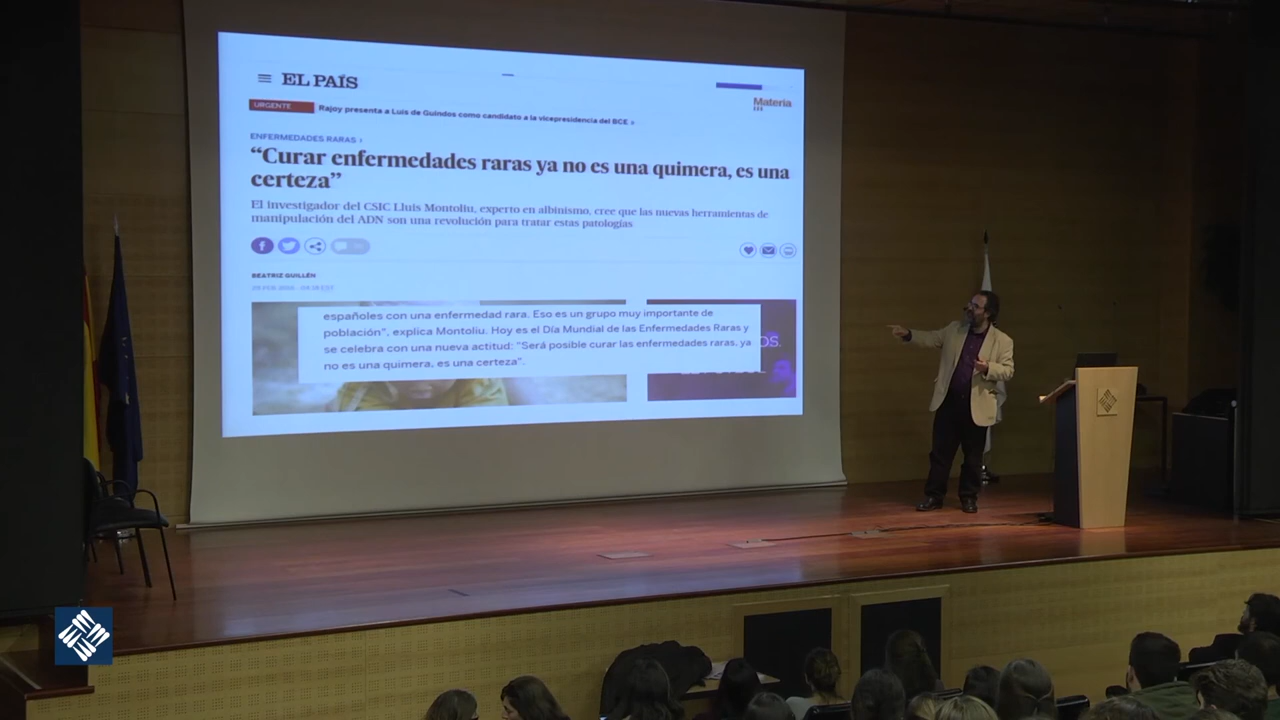 EL PAÍS
URGENTE Rajoy presenta a Luis de Guindos como candidato a la vicepresidencia del BCE >
Materia
ENFERMEDADES RARAS ›
“Curar enfermedades raras ya no es una quimera, es una
certeza”
El investigador del CSIC Lluis Montoliu, experto en albinismo, cree que las nuevas herramientas de
manipulación del ADN son una revolución para tratar estas patologías
BEATRIZ GUILLÉN
españoles con una enfermedad rara. Eso es un grupo muy importante de
población", explica Montoliu. Hoy es el Día Mundial de las Enfermedades Raras y
se celebra con una nueva actitud: "Será posible curar las enfermedades raras, ya
no es una quimera, es una certeza".